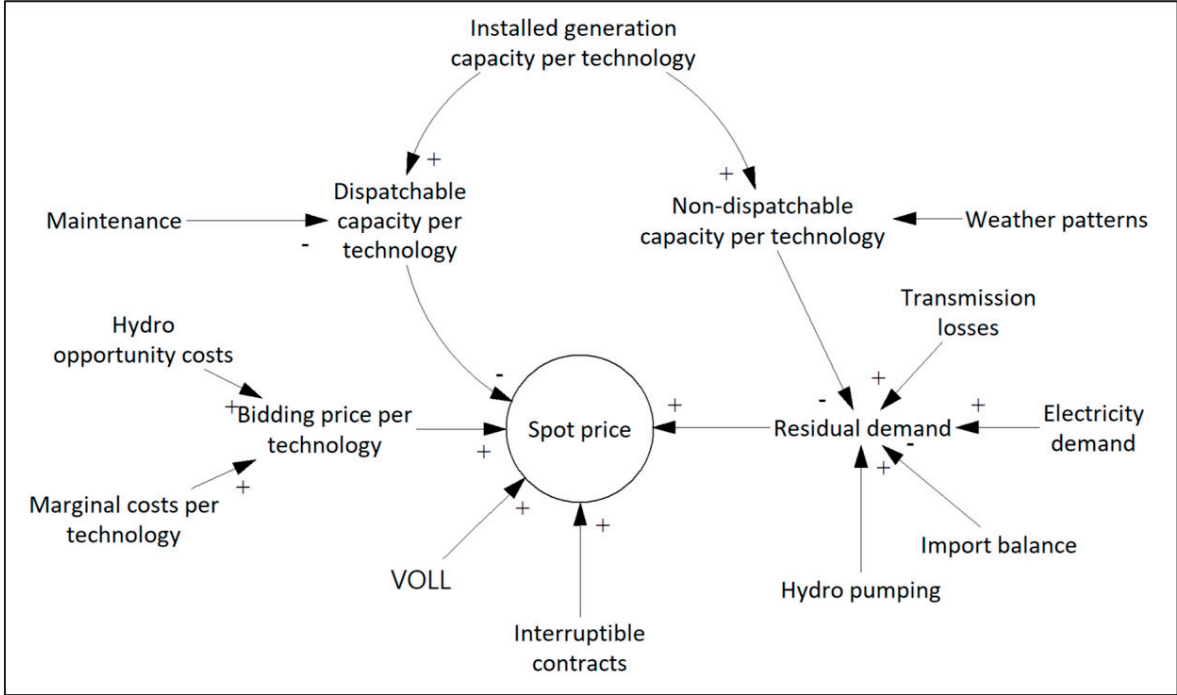 Installed generation
capacity per technology
+
+
Dispatchable
capacity per
technology
Maintenance
-
Non-dispatchable
capacity per technology
Weather patterns
Transmission
losses
Hydro
opportunity costs
+
Bidding price per
technology
+
-
Spot price
+
Residual demand
-
+
+
-
+
Electricity
demand
Marginal costs per
technology
+
VOLL
+
Interruptible
contracts
+
Hydro pumping
Import balance